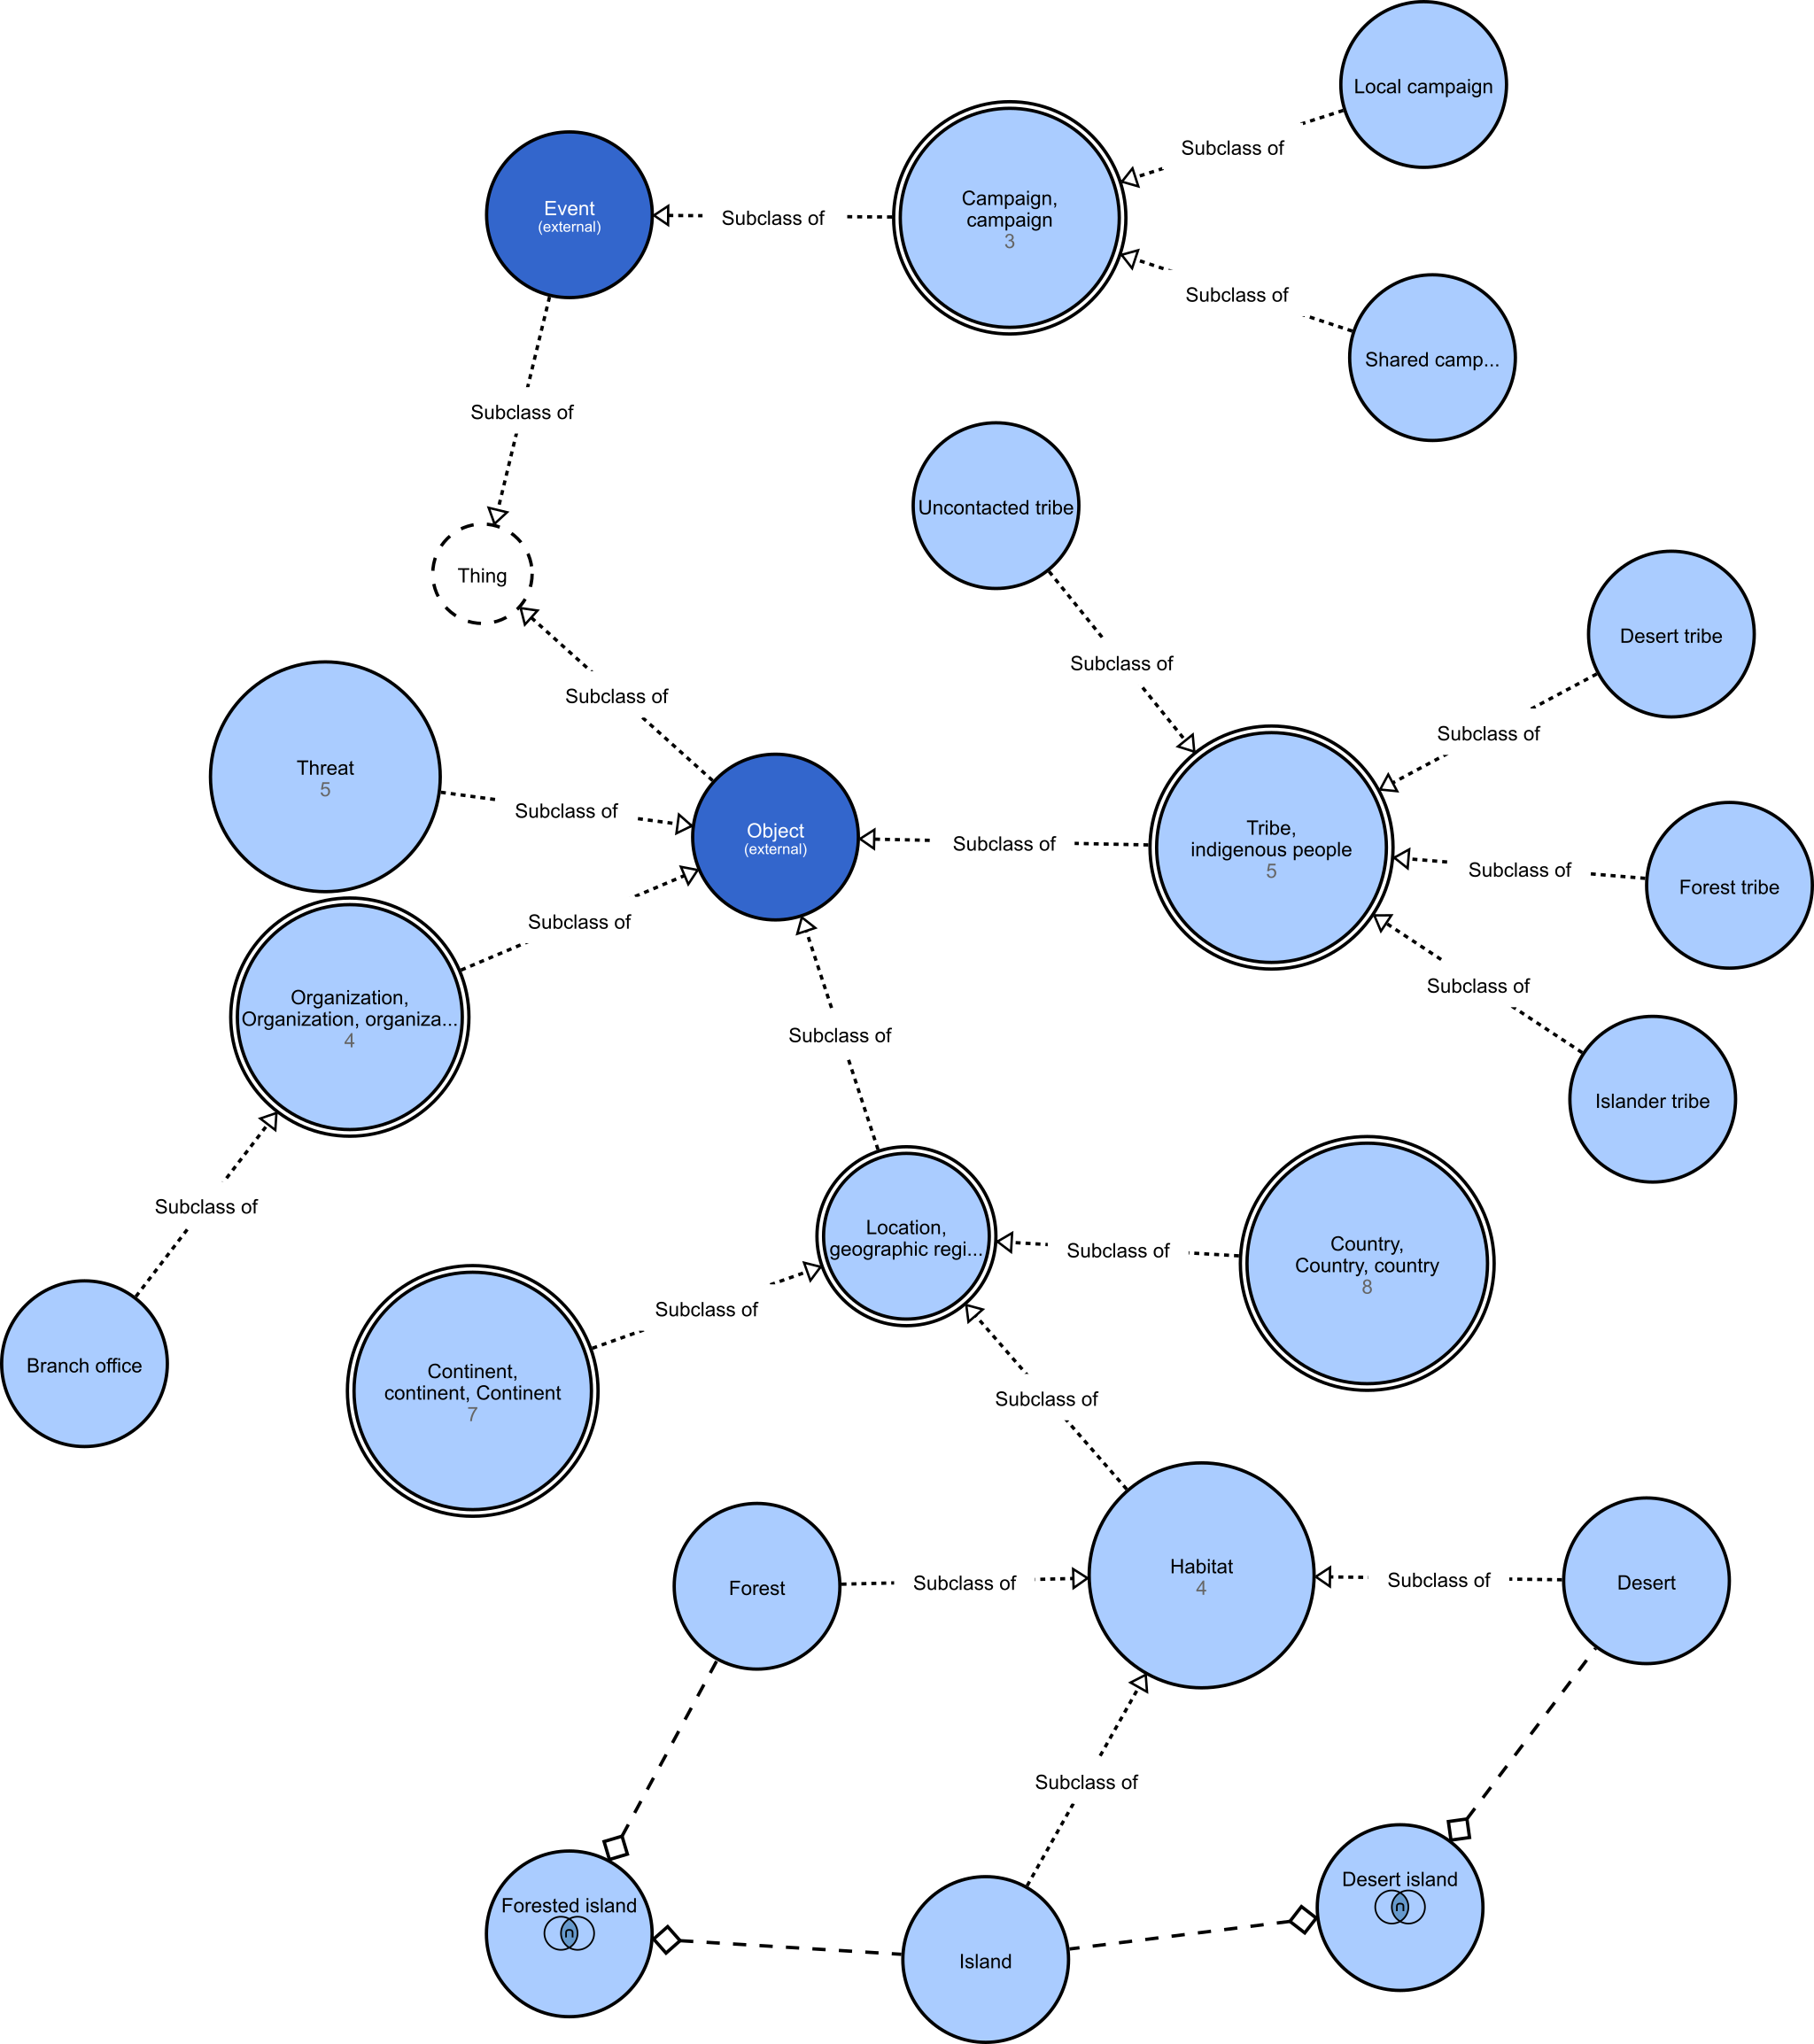 Local campaign
Subclass of
Campaign,
campaign
3
Event
(external)
Subclass of
Subclass of
Shared camp...
Subclass of
Uncontacted tribe
Thing
Desert tribe
Subclass of
Subclass of
Subclass of
Threat
5
Subclass of
Object
(external)
Subclass of
Tribe,
indigenous people
5
Subclass of
Forest tribe
Subclass of
Organization,
Organization, organiza...
4
Subclass of
Subclass of
Islander tribe
Subclass of
Location,
geographic regi...
Subclass of
Country,
Country, country
8
Subclass of
Branch office
Continent,
continent, Continent
7
Subclass of
Forest
Subclass of
Habitat
4
Subclass of
Desert
Subclass of
Forested island
∩
Desert island
∩
Island